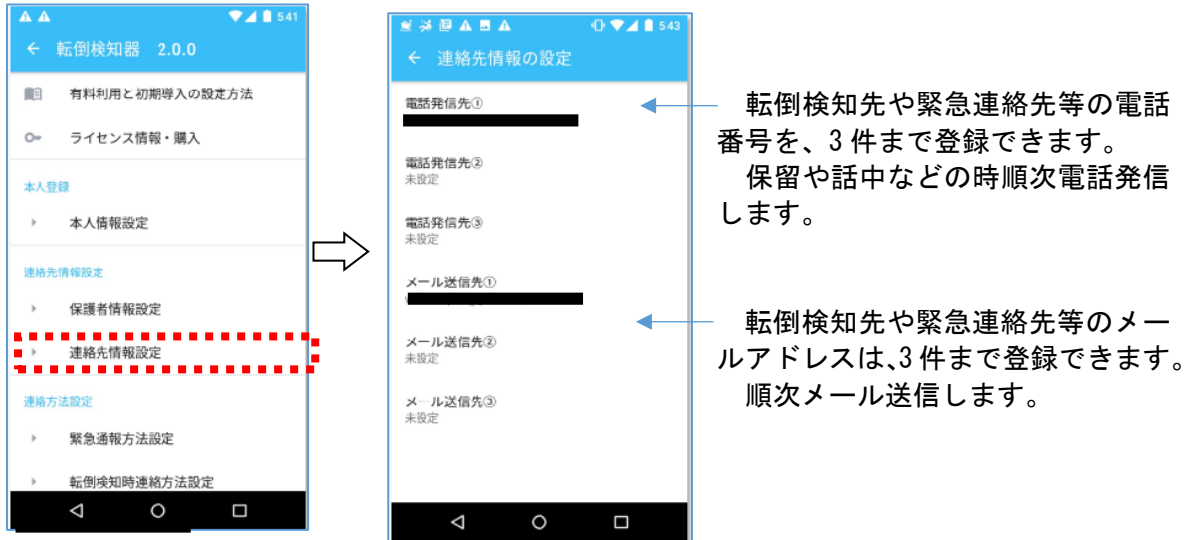 5:41
転倒検知器 2.0.0
有料利用と初期導入の設定方法
ライセンス情報・購入
本人登録
本人情報設定
連絡先情報設定
保護者情報設定
連絡先情報設定
連絡方法設定
緊急通報方法設定
転倒検知時連絡方法設定
5:43
連絡先情報の設定
電話発信先①
電話発信先②
未設定
電話発信先③
未設定
メール送信先①
メール送信先②
未設定
メール送信先③
未設定
転倒検知先や緊急連絡先等の電話
番号を、3件まで登録できます。
保留や話中などの時順次電話発信
します。
転倒検知先や緊急連絡先等のメー
ルアドレスは、3件まで登録できます。
順次メール送信します。